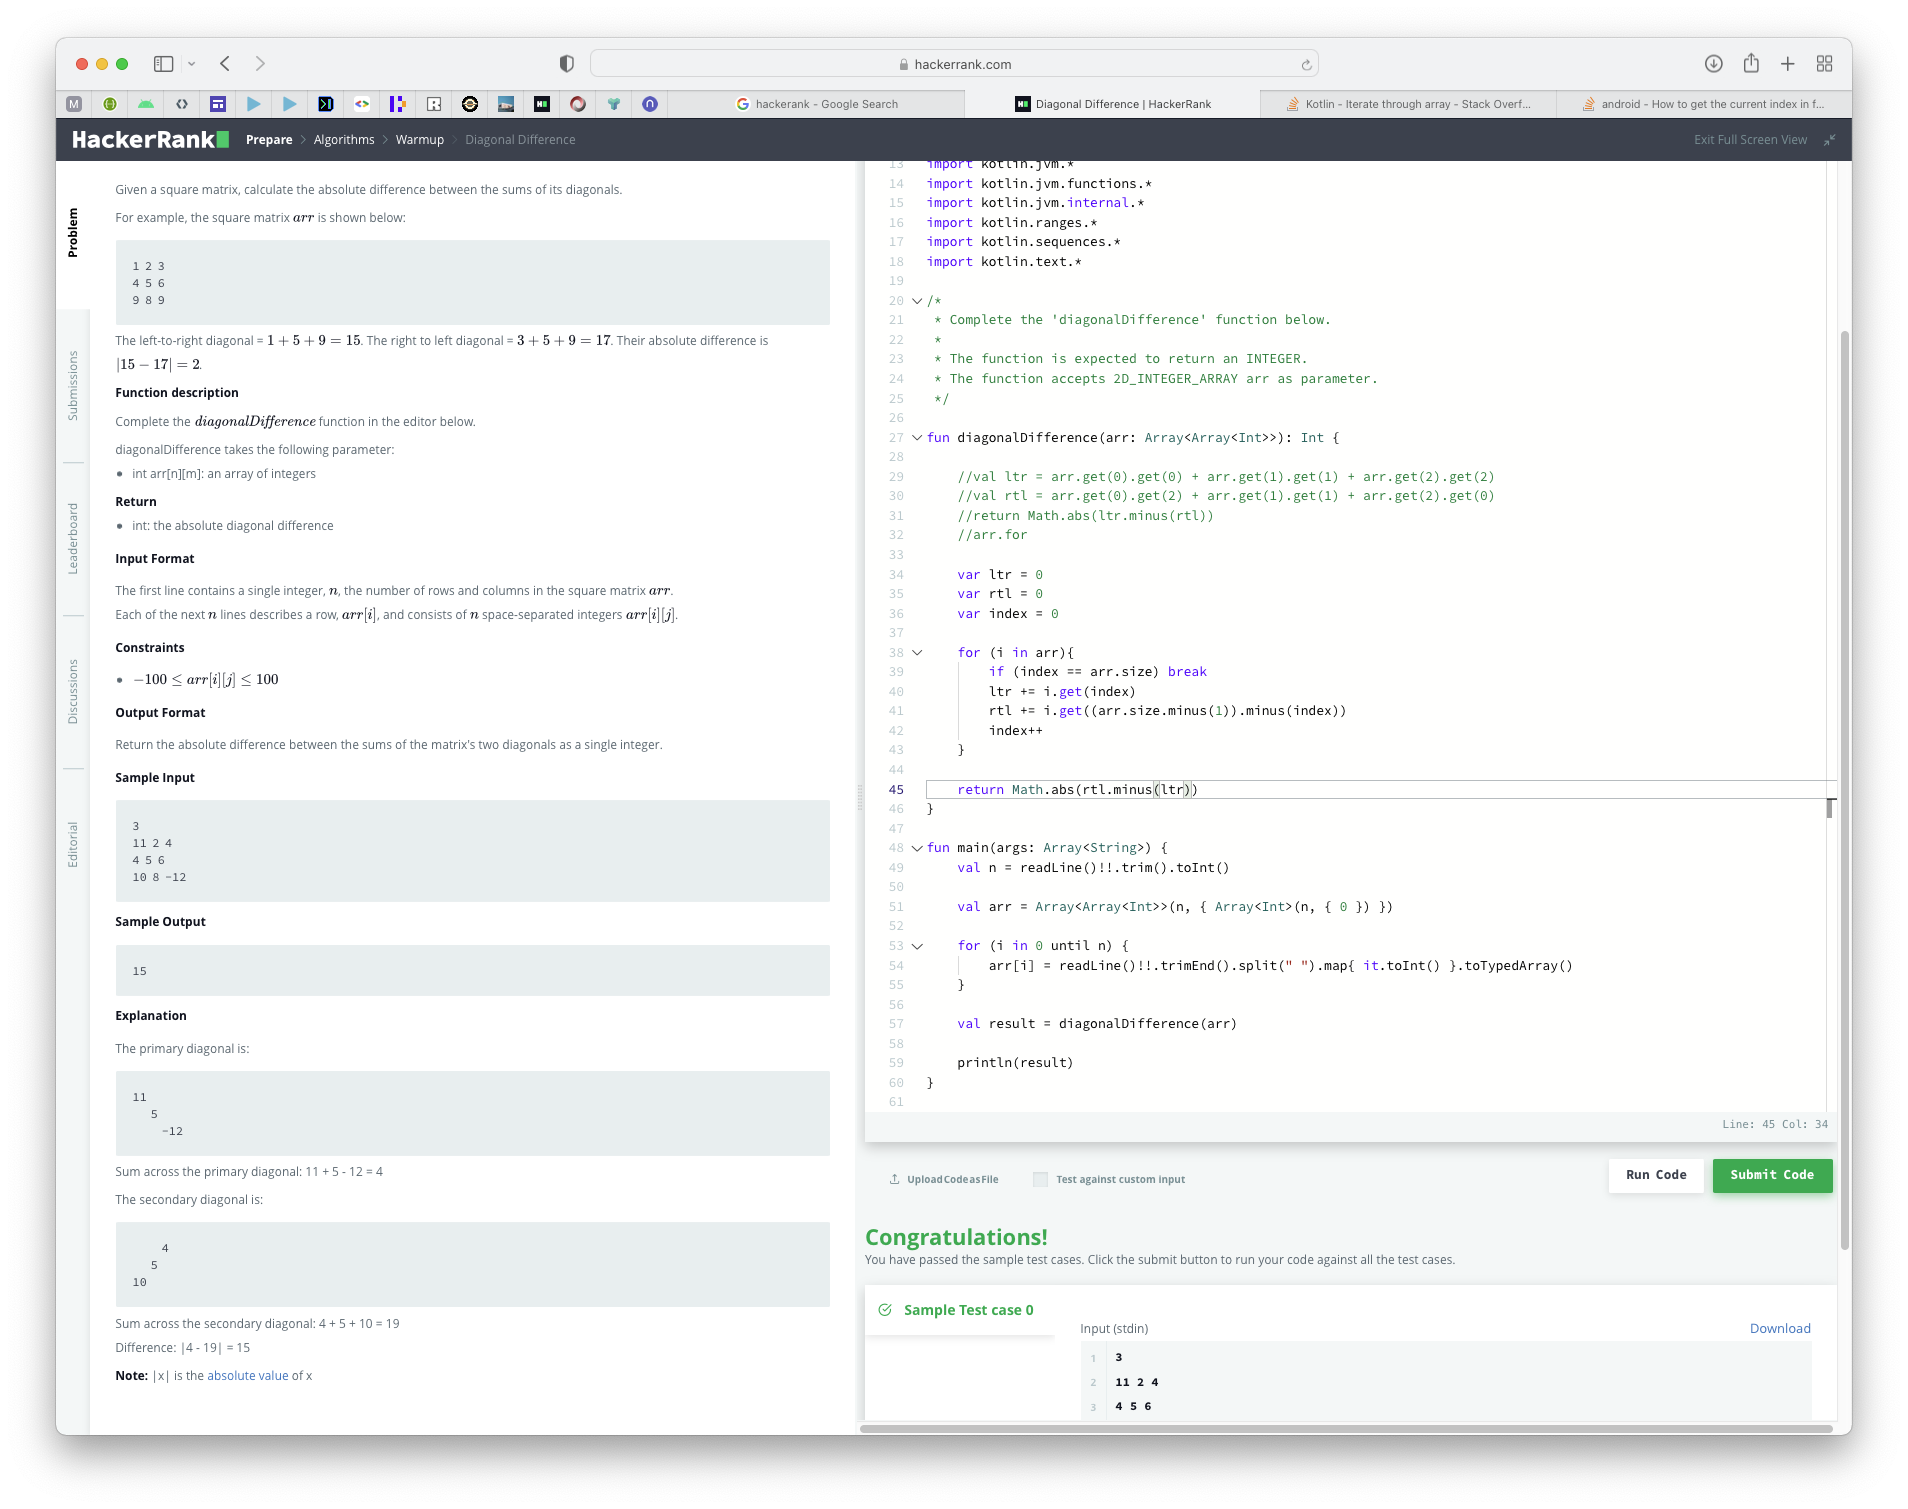 hackerrank.com
hackerank - Google Search
Diagonal Difference | HackerRank
Kotlin - Iterate through array - Stack Overf...
android - How to get the current index in f...
HackerRank
Prepare > Algorithms > Warmup > Diagonal Difference
Exit Full Screen View
Problem
Submissions
Leaderboard
Discussions
Editorial
Given a square matrix, calculate the absolute difference between the sums of its diagonals.
For example, the square matrix arr is shown below:
1 2 3
4 5 6
9 8 9
The left-to-right diagonal = 1 + 5 + 9 = 15. The right to left diagonal = 3 + 5 + 9 = 17. Their absolute difference is
|15 − 17| = 2.
Function description
Complete the diagonalDifference function in the editor below.
diagonalDifference takes the following parameter:
• int arr[n][m]: an array of integers
Return
• int: the absolute diagonal difference
Input Format
The first line contains a single integer, n, the number of rows and columns in the square matrix arr.
Each of the next n lines describes a row, arr[i], and consists of n space-separated integers arr[i][j].
Constraints
• −100 ≤ arr[i][j] ≤ 100
Output Format
Return the absolute difference between the sums of the matrix's two diagonals as a single integer.
Sample Input
3
11 2 4
4 5 6
10 8 -12
Sample Output
15
Explanation
The primary diagonal is:
11
5
-12
Sum across the primary diagonal: 11 + 5 - 12 = 4
The secondary diagonal is:
4
5
10
Sum across the secondary diagonal: 4 + 5 + 10 = 19
Difference: |4 - 19| = 15
Note: |x| is the absolute value of x
13 import kotlin.jvm.*
14 import kotlin.jvm.functions.*
15 import kotlin.jvm.internal.*
16 import kotlin.ranges.*
17 import kotlin.sequences.*
18 import kotlin.text.*
19
20 /*
21 * Complete the 'diagonalDifference' function below.
22 *
23 * The function is expected to return an INTEGER.
24 * The function accepts 2D_INTEGER_ARRAY arr as parameter.
25 */
26
27 fun diagonalDifference(arr: Array<Array<Int>>): Int {
28
29 //val ltr = arr.get(0).get(0) + arr.get(1).get(1) + arr.get(2).get(2)
30 //val rtl = arr.get(0).get(2) + arr.get(1).get(1) + arr.get(2).get(0)
31 //return Math.abs(ltr.minus(rtl))
32 //arr.for
33
34 var ltr = 0
35 var rtl = 0
36 var index = 0
37
38 for (i in arr){
39 if (index == arr.size) break
40 ltr += i.get(index)
41 rtl += i.get((arr.size.minus(1)).minus(index))
42 index++
43 }
44
45 return Math.abs(rtl.minus(ltr))
46 }
47
48 fun main(args: Array<String>) {
49 val n = readLine()!!.trim().toInt()
50
51 val arr = Array<Array<Int>>(n, { Array<Int>(n, { 0 }) })
52
53 for (i in 0 until n) {
54 arr[i] = readLine()!!.trimEnd().split(" ").map{ it.toInt() }.toTypedArray()
55 }
56
57 val result = diagonalDifference(arr)
58
59 println(result)
60 }
61
Line: 45 Col: 34
Upload Code as File
Test against custom input
Run Code
Submit Code
Congratulations!
You have passed the sample test cases. Click the submit button to run your code against all the test cases.
Sample Test case 0
Input (stdin)
Download
1 3
2 11 2 4
3 4 5 6